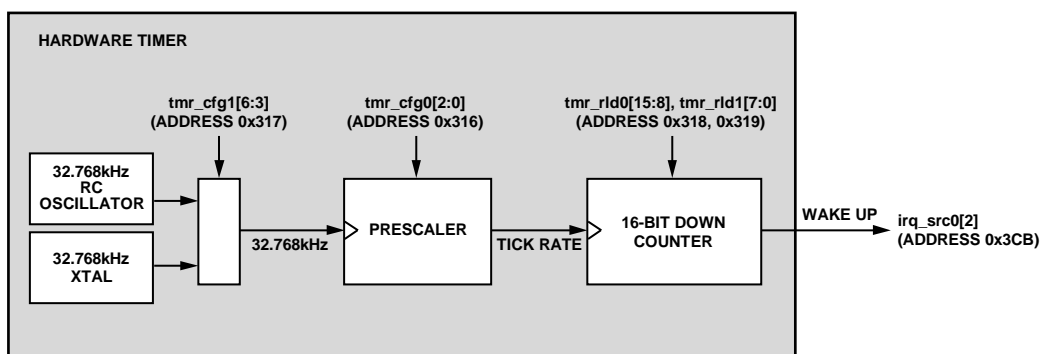 HARDWARE TIMER
tmr_cfg1[6:3]
(ADDRESS 0x317)
tmr_cfg0[2:0]
(ADDRESS 0x316)
tmr_rld0[15:8], tmr_rld1[7:0]
(ADDRESS 0x318, 0x319)
32.768kHz
RC
OSCILLATOR
32.768kHz
XTAL
32.768kHz
PRESCALER
TICK RATE
16-BIT DOWN
COUNTER
WAKE UP
irq_src0[2]
(ADDRESS 0x3CB)